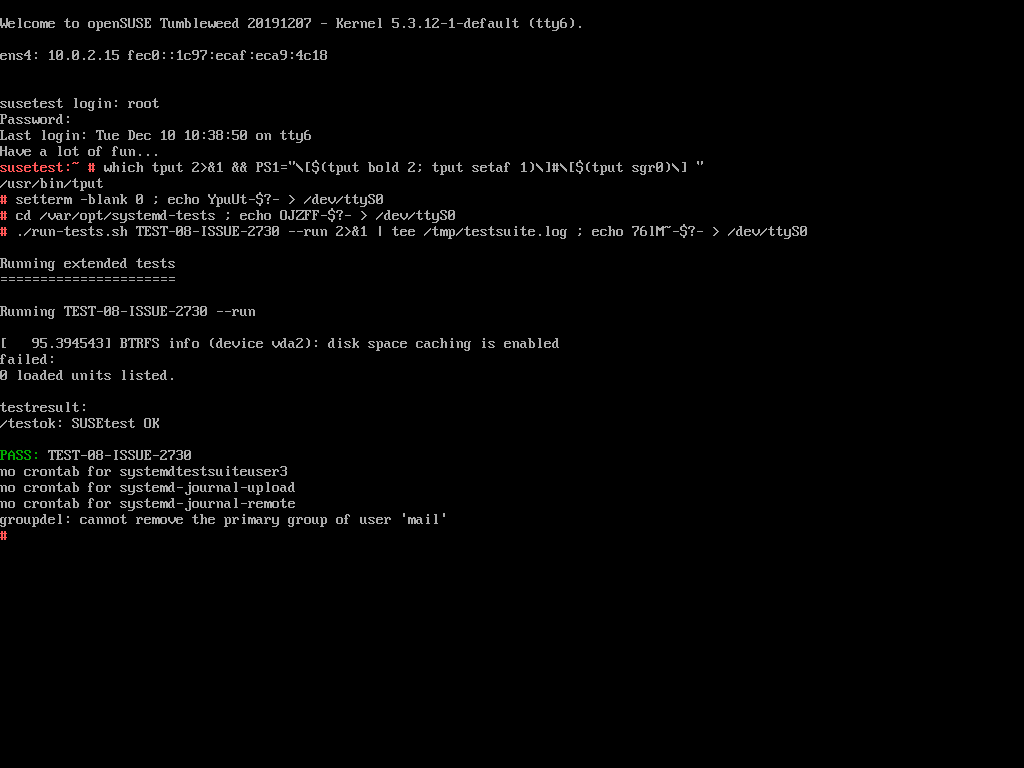 Welcome to openSUSE Tumbleweed 20191207 - Kernel 5.3.12-1-default (tty6).
ens4: 10.0.2.15 fec0::1c97:ecaf:eca9:4c18
susetest login: root
Password:
Last login: Tue Dec 10 10:38:50 on tty6
Have a lot of fun...
susetest:~ # which tput 2>&1 && PS1="\[$(tput bold 2; tput setaf 1)\]#\[$(tput sgr0)\] "
/usr/bin/tput
# setterm -blank 0 ; echo YpuUt-$?- > /dev/ttyS0
# cd /var/opt/systemd-tests ; echo OJZFF-$?- > /dev/ttyS0
# ./run-tests.sh TEST-08-ISSUE-2730 --run 2>&1 | tee /tmp/testsuite.log ; echo 76lM~-$?- > /dev/ttyS0
Running extended tests
======================
Running TEST-08-ISSUE-2730 --run
[   95.394543] BTRFS info (device vda2): disk space caching is enabled
failed:
0 loaded units listed.
testresult:
/testok: SUSEtest OK
PASS: TEST-08-ISSUE-2730
no crontab for systemdtestsuiteuser3
no crontab for systemd-journal-upload
no crontab for systemd-journal-remote
groupdel: cannot remove the primary group of user 'mail'
#